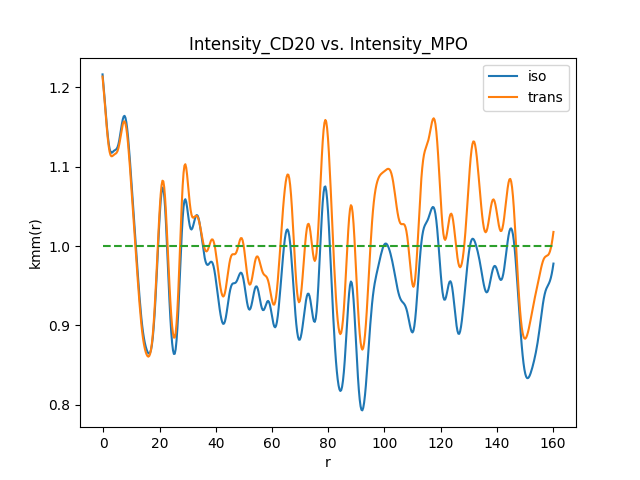 Intensity_CD20 vs. Intensity_MPO
iso
trans
kmm(r)
1.2
1.1
1.0
0.9
0.8
0 20 40 60 80 100 120 140 160
r